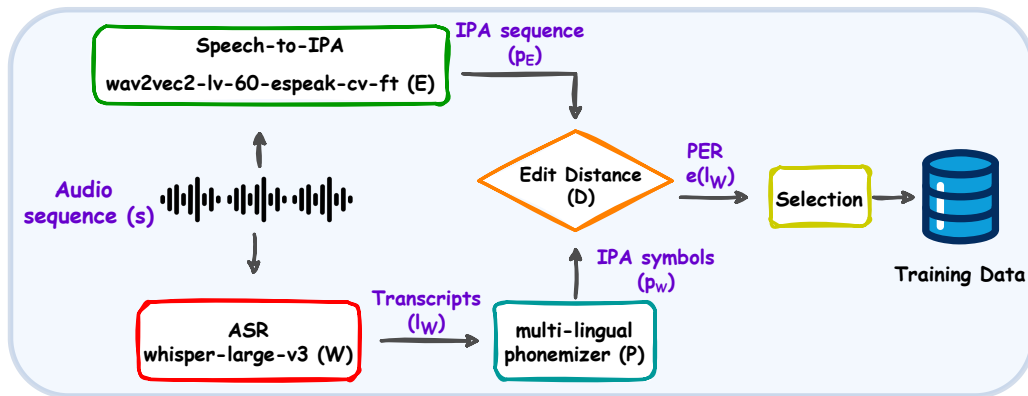 Speech-to-IPA
wav2vec2-lv-60-espeak-cv-ft (E)
IPA sequence
(pE)
Audio
sequence (s)
Edit Distance
(D)
PER
e(lW)
Selection
Training Data
IPA symbols
(pW)
Transcripts
(lW)
ASR
whisper-large-v3 (W)
multi-lingual
phonemizer (P)